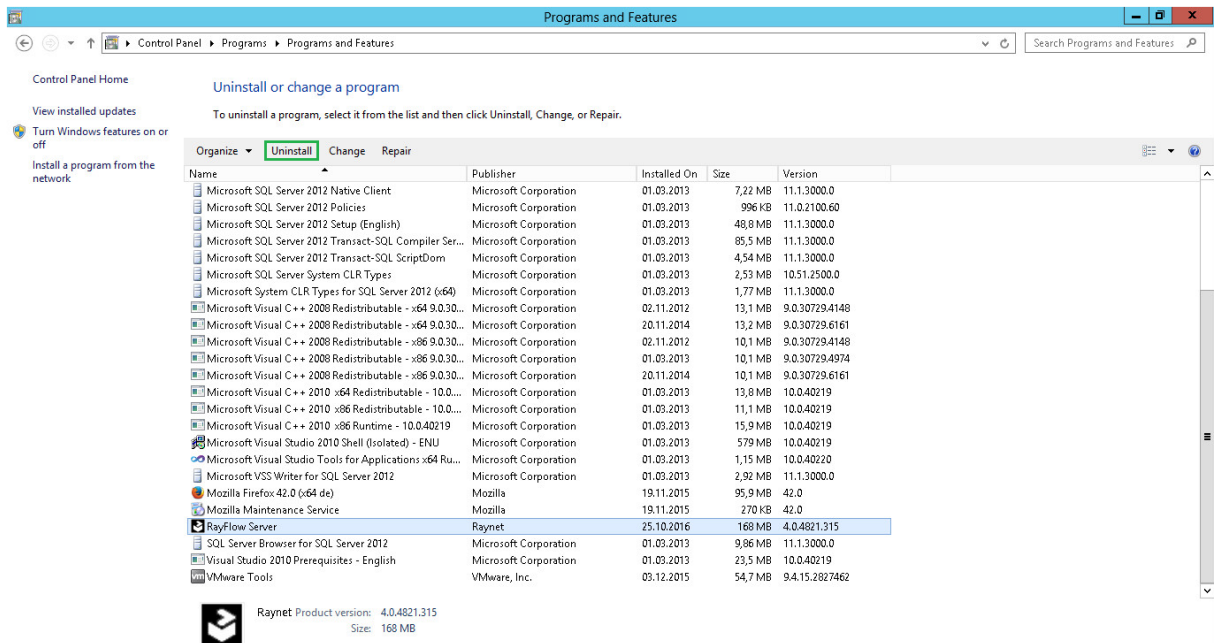 Programs and Features
Control Panel Programs Programs and Features Search Programs and Features
Control Panel Home
View installed updates
Turn Windows features on or
off
Install a program from the
network
Uninstall or change a program
To uninstall a program, select it from the list and then click Uninstall, Change, or Repair.
Organize Uninstall Change Repair
Name Publisher Installed On Size Version
Microsoft SQL Server 2012 Native Client Microsoft Corporation 01.03.2013 7,22 MB 11.1.3000.0
Microsoft SQL Server 2012 Policies Microsoft Corporation 01.03.2013 996 KB 11.0.2100.60
Microsoft SQL Server 2012 Setup (English) Microsoft Corporation 01.03.2013 48,8 MB 11.1.3000.0
Microsoft SQL Server 2012 Transact-SQL Compiler Ser... Microsoft Corporation 01.03.2013 85,5 MB 11.1.3000.0
Microsoft SQL Server 2012 Transact-SQL ScriptDom Microsoft Corporation 01.03.2013 4,54 MB 11.1.3000.0
Microsoft SQL Server System CLR Types Microsoft Corporation 01.03.2013 2,53 MB 10.51.2500.0
Microsoft System CLR Types for SQL Server 2012 (x64) Microsoft Corporation 01.03.2013 1,77 MB 11.1.3000.0
Microsoft Visual C++ 2008 Redistributable - x64 9.0.30... Microsoft Corporation 02.11.2012 13,1 MB 9.0.30729.4148
Microsoft Visual C++ 2008 Redistributable - x64 9.0.30... Microsoft Corporation 20.11.2014 13,2 MB 9.0.30729.6161
Microsoft Visual C++ 2008 Redistributable - x86 9.0.30... Microsoft Corporation 02.11.2012 10,1 MB 9.0.30729.4148
Microsoft Visual C++ 2008 Redistributable - x86 9.0.30... Microsoft Corporation 01.03.2013 10,1 MB 9.0.30729.4974
Microsoft Visual C++ 2008 Redistributable - x86 9.0.30... Microsoft Corporation 20.11.2014 10,1 MB 9.0.30729.6161
Microsoft Visual C++ 2010 x64 Redistributable - 10.0.... Microsoft Corporation 01.03.2013 13,8 MB 10.0.40219
Microsoft Visual C++ 2010 x86 Redistributable - 10.0.... Microsoft Corporation 01.03.2013 11,1 MB 10.0.40219
Microsoft Visual C++ 2010 x86 Runtime - 10.0.40219 Microsoft Corporation 01.03.2013 15,9 MB 10.0.40219
Microsoft Visual Studio 2010 Shell (Isolated) - ENU Microsoft Corporation 01.03.2013 579 MB 10.0.40219
Microsoft Visual Studio Tools for Applications x64 Ru... Microsoft Corporation 01.03.2013 1,15 MB 10.0.40220
Microsoft VSS Writer for SQL Server 2012 Microsoft Corporation 01.03.2013 2,92 MB 11.1.3000.0
Mozilla Firefox 42.0 (x64 de) Mozilla 19.11.2015 95,9 MB 42.0
Mozilla Maintenance Service Mozilla 19.11.2015 270 KB 42.0
RayFlow Server Raynet 25.10.2016 168 MB 4.0.4821.315
SQL Server Browser for SQL Server 2012 Microsoft Corporation 01.03.2013 9,86 MB 11.1.3000.0
Visual Studio 2010 Prerequisites - English Microsoft Corporation 01.03.2013 23,5 MB 10.0.40219
vm VMware Tools VMware, Inc. 03.12.2015 54,7 MB 9.4.15.2827462
Raynet Product version: 4.0.4821.315
Size: 168 MB